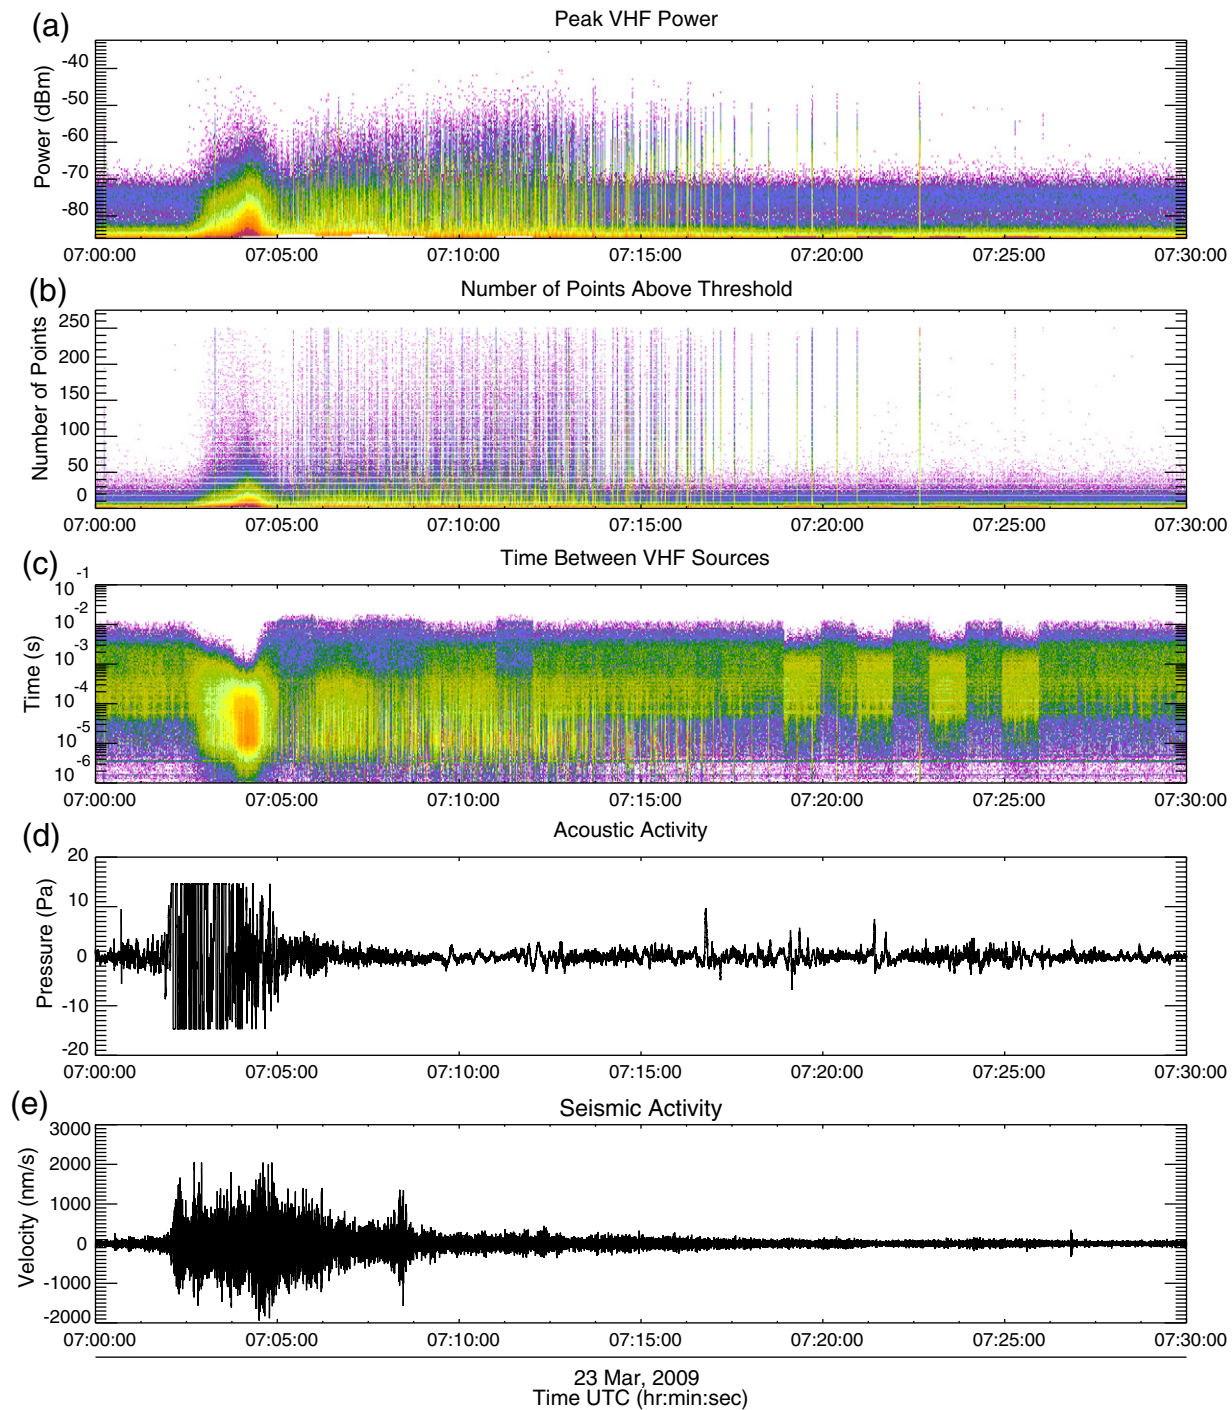 (a)
Peak VHF Power
Power (dBm)
-40
-50
-60
-70
-80
07:00:00 07:05:00 07:10:00 07:15:00 07:20:00 07:25:00 07:30:00
(b)
Number of Points Above Threshold
Number of Points
250
200
150
100
50
0
07:00:00 07:05:00 07:10:00 07:15:00 07:20:00 07:25:00 07:30:00
(c)
Time Between VHF Sources
Time (s)
10 -1
10 -2
10 -3
10 -4
10 -5
10 -6
10
07:00:00 07:05:00 07:10:00 07:15:00 07:20:00 07:25:00 07:30:00
(d)
Acoustic Activity
Pressure (Pa)
20
10
0
-10
-20
07:00:00 07:05:00 07:10:00 07:15:00 07:20:00 07:25:00 07:30:00
(e)
Seismic Activity
Velocity (nm/s)
3000
2000
1000
0
-1000
-2000
07:00:00 07:05:00 07:10:00 07:15:00 07:20:00 07:25:00 07:30:00
23 Mar, 2009
Time UTC (hr:min:sec)